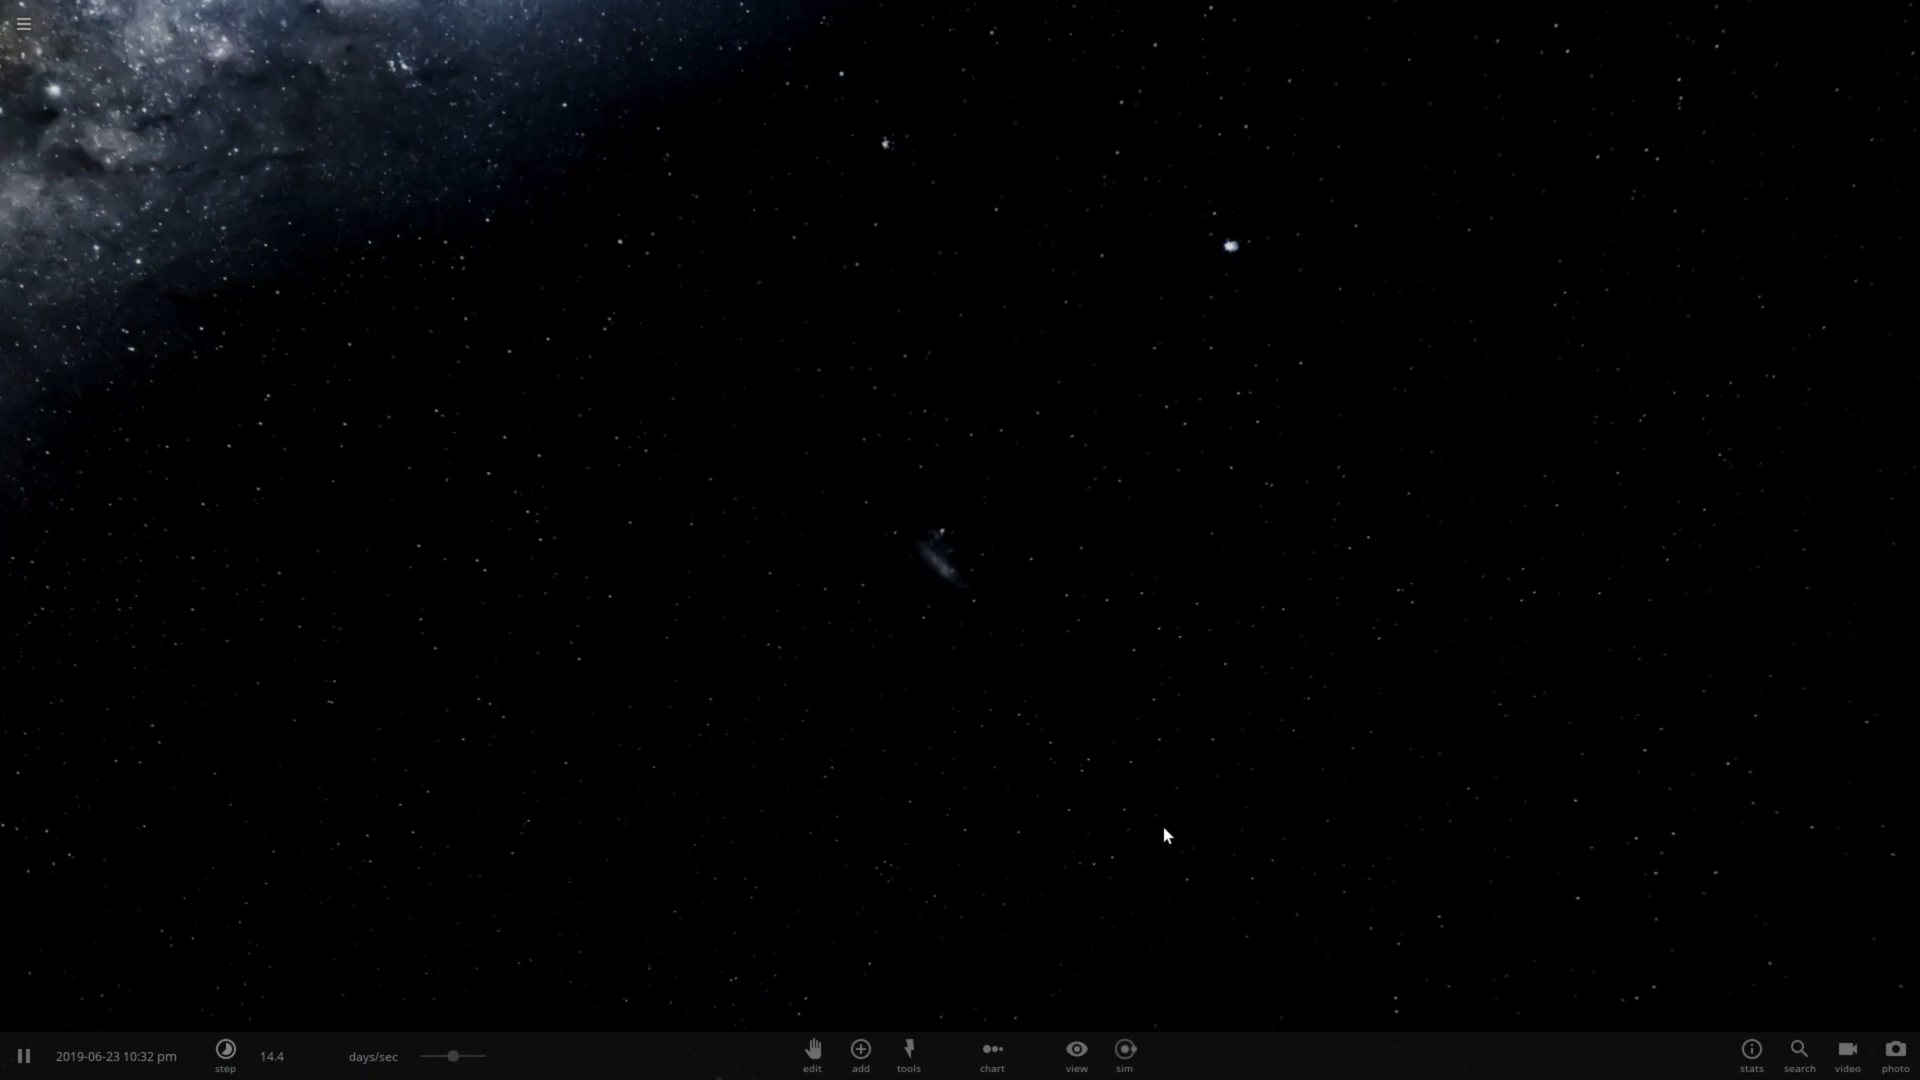 2019-06-23 10:32 pm
step
14.4
days/sec
edit
add
tools
chart
view
sim
stats
search
video
photo